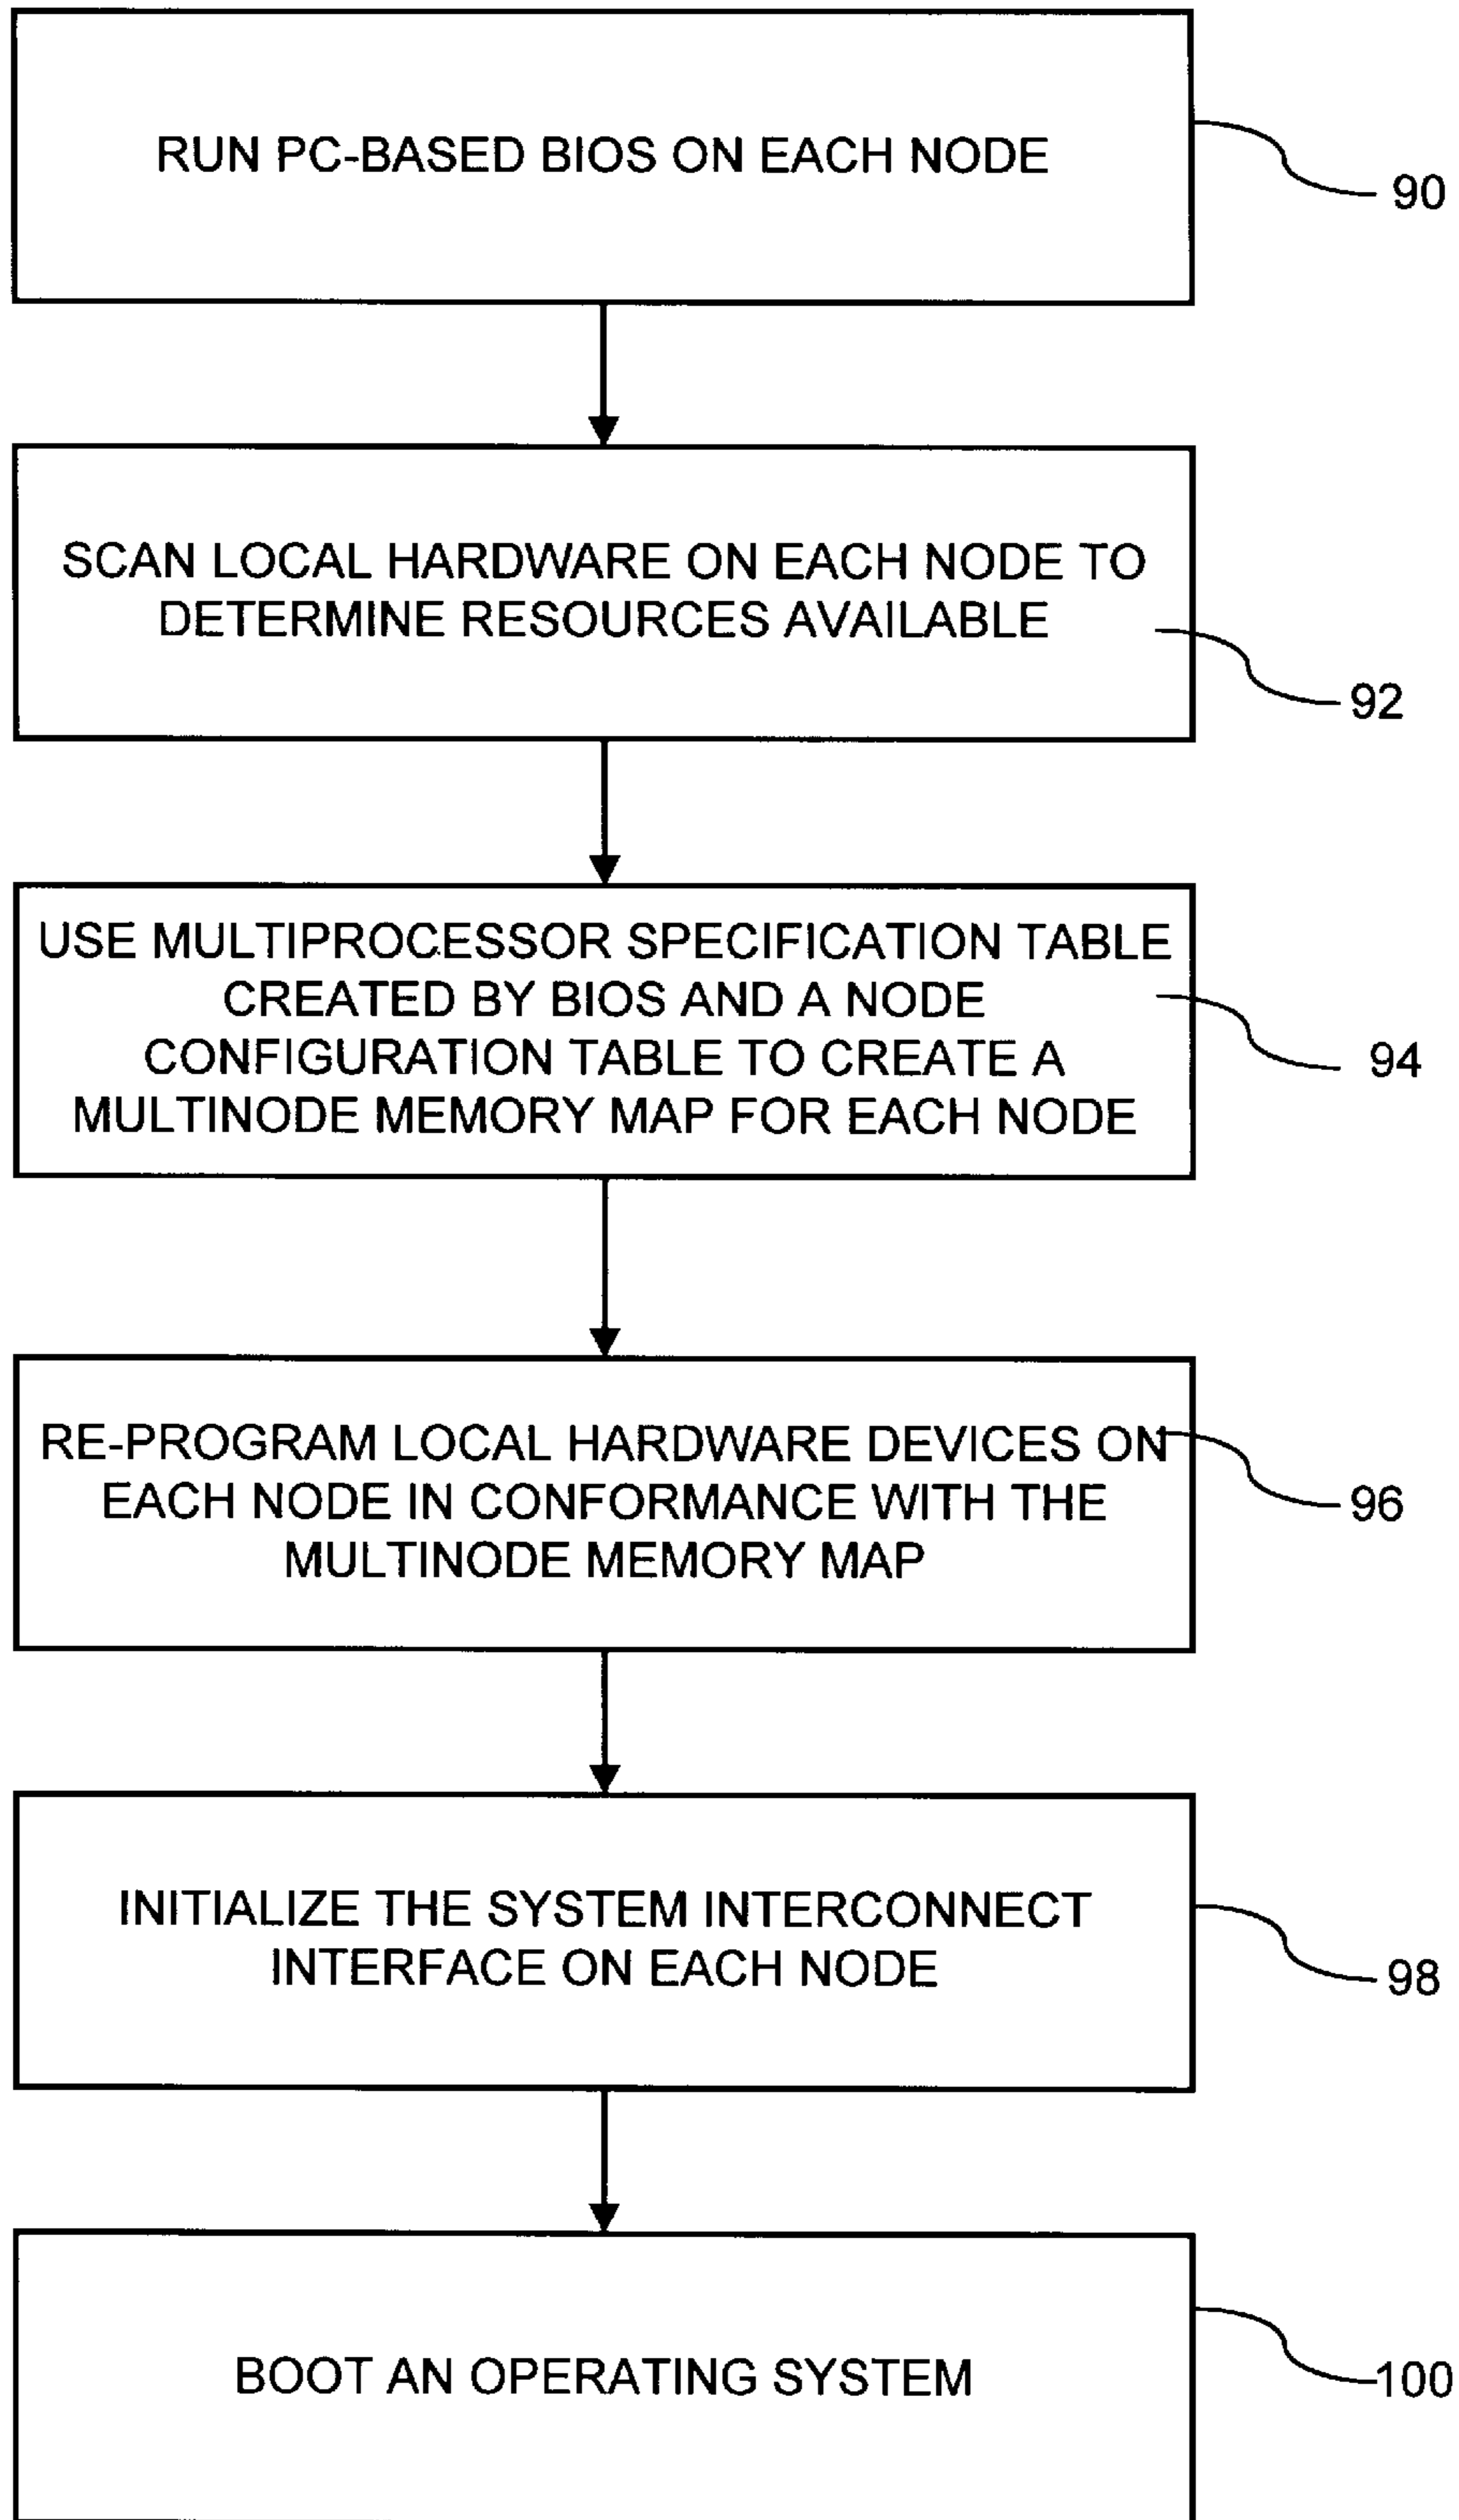 RUN PC-BASED BIOS ON EACH NODE
90
SCAN LOCAL HARDWARE ON EACH NODE TO
DETERMINE RESOURCES AVAILABLE
92
USE MULTIPROCESSOR SPECIFICATION TABLE
CREATED BY BIOS AND A NODE
CONFIGURATION TABLE TO CREATE A
MULTINODE MEMORY MAP FOR EACH NODE
94
RE-PROGRAM LOCAL HARDWARE DEVICES ON
EACH NODE IN CONFORMANCE WITH THE
MULTINODE MEMORY MAP
96
INITIALIZE THE SYSTEM INTERCONNECT
INTERFACE ON EACH NODE
98
BOOT AN OPERATING SYSTEM
100